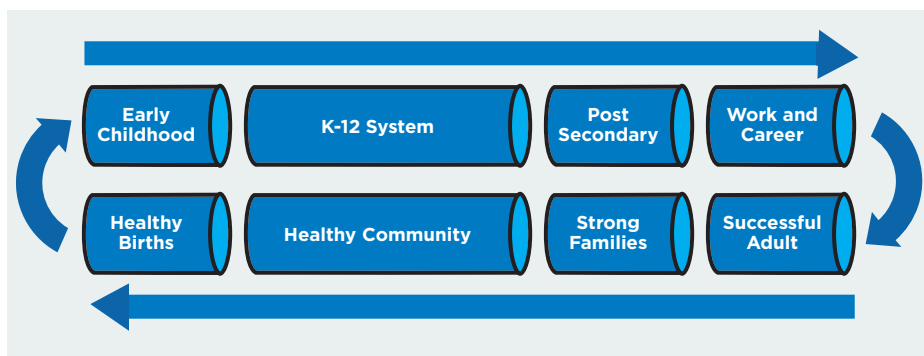 Early
Childhood
K-12 System
Post
Secondary
Work and
Career
Healthy
Births
Healthy Community
Strong
Families
Successful
Adult